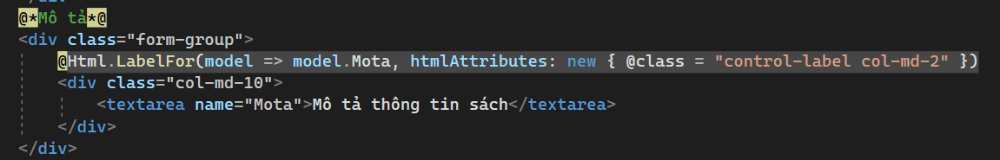 </div>
@*Mô tả*@
<div class="form-group">
@Html.LabelFor(model => model.Mota, htmlAttributes: new { @class = "control-label col-md-2" })
<div class="col-md-10">
<textarea name="Mota">Mô tả thông tin sách</textarea>
</div>
</div>